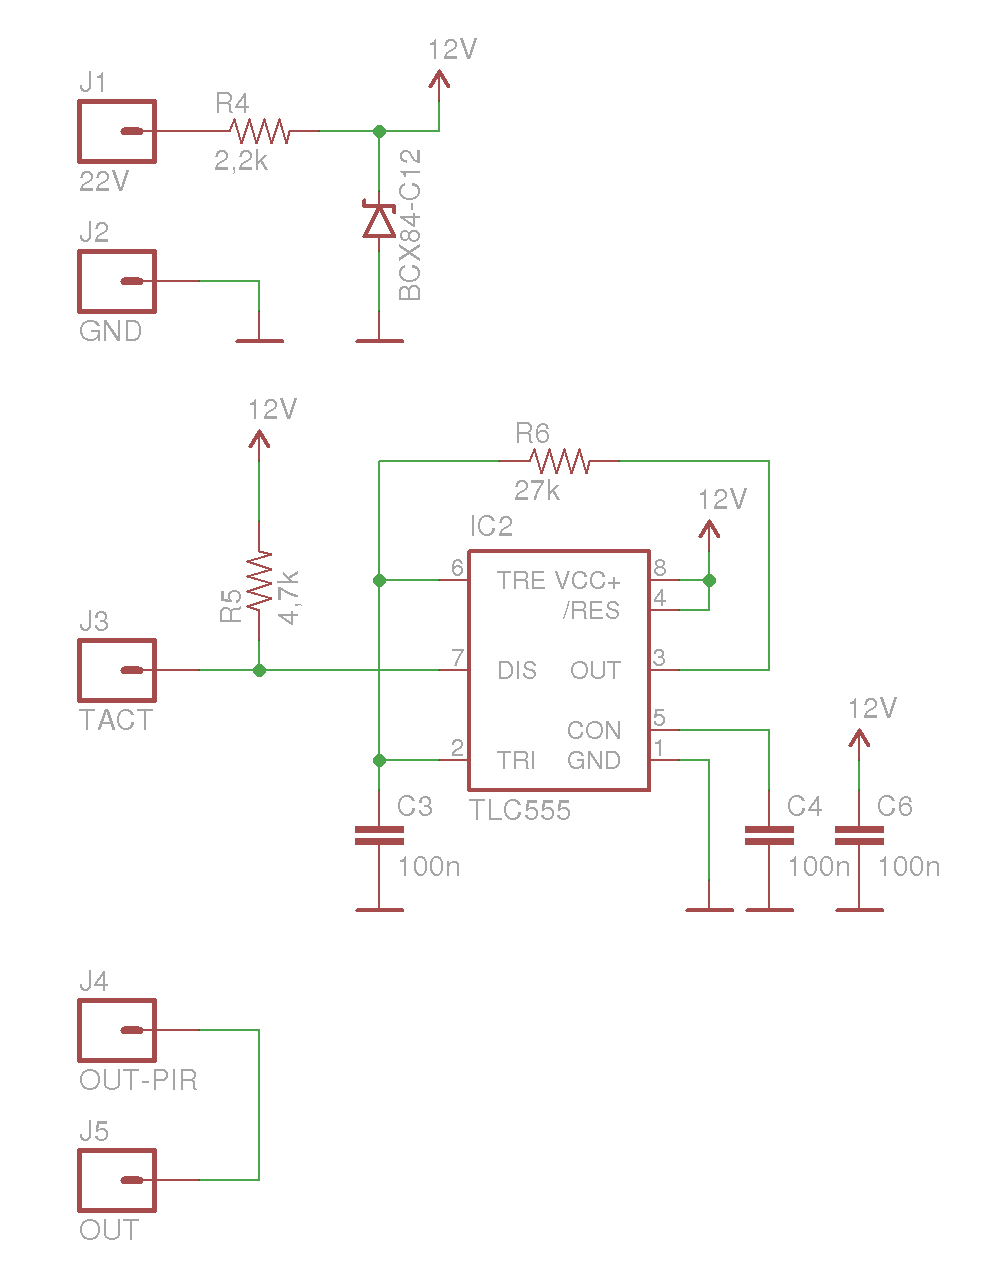 12V
J1
R4
2,2k
22V
BCX84-C12
J2
GND
12V
R6
27k
12V
IC2
6
TRE
VCC+
8
/RES
4
R5
4,7k
J3
TACT
7
DIS
OUT
3
CON
5
2
TRI
GND
1
12V
TLC555
C3
100n
C4
100n
C6
100n
J4
OUT-PIR
J5
OUT